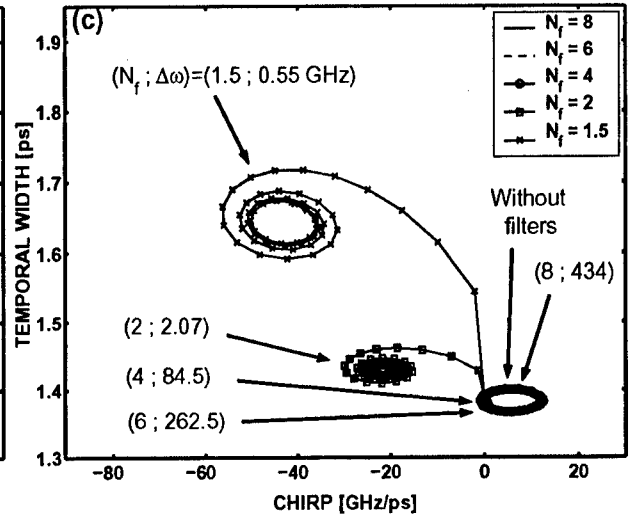 (c)
N_f = 8
N_f = 6
N_f = 4
N_f = 2
N_f = 1.5
(N_f ; Δω)=(1.5 ; 0.55 GHz)
Without
filters
(8 ; 434)
(2 ; 2.07)
(4 ; 84.5)
(6 ; 262.5)
TEMPORAL WIDTH [ps]
1.9
1.8
1.7
1.6
1.5
1.4
1.3
−80 −60 −40 −20 0 20
CHIRP [GHz/ps]